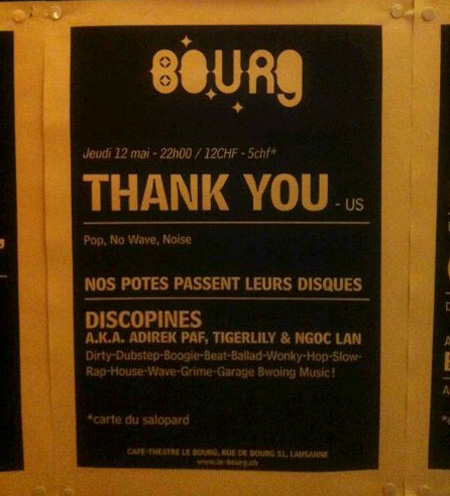 BOURG
Jeudi 12 mai - 22h00 / 12CHF - 5chf*
THANK YOU - US
Pop, No Wave, Noise
NOS POTES PASSENT LEURS DISQUES
DISCOPINES
A.K.A. ADIREK PAF, TIGERLILY & NGOC LAN
Dirty-Dubstep-Boogie-Beat-Ballad-Wonky-Hop-Slow-
Rap-House-Wave-Grime-Garage Bwoing Music!
*carte du salopard
CAFE-THEATRE LE BOURG, RUE DE BOURG 51, LAUSANNE
www.le-bourg.ch